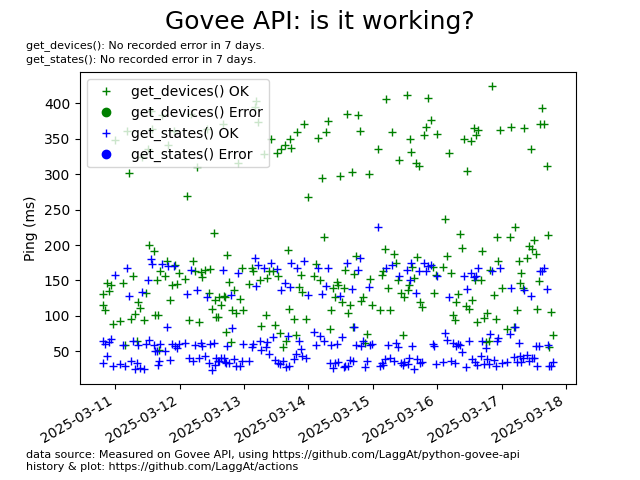 Govee API: is it working?
get_devices(): No recorded error in 7 days.
get_states(): No recorded error in 7 days.
get_devices() OK
get_devices() Error
get_states() OK
get_states() Error
Ping (ms)
400
350
300
250
200
150
100
50
2025-03-11
2025-03-12
2025-03-13
2025-03-14
2025-03-15
2025-03-16
2025-03-17
2025-03-18
data source: Measured on Govee API, using https://github.com/LaggAt/python-govee-api
history & plot: https://github.com/LaggAt/actions